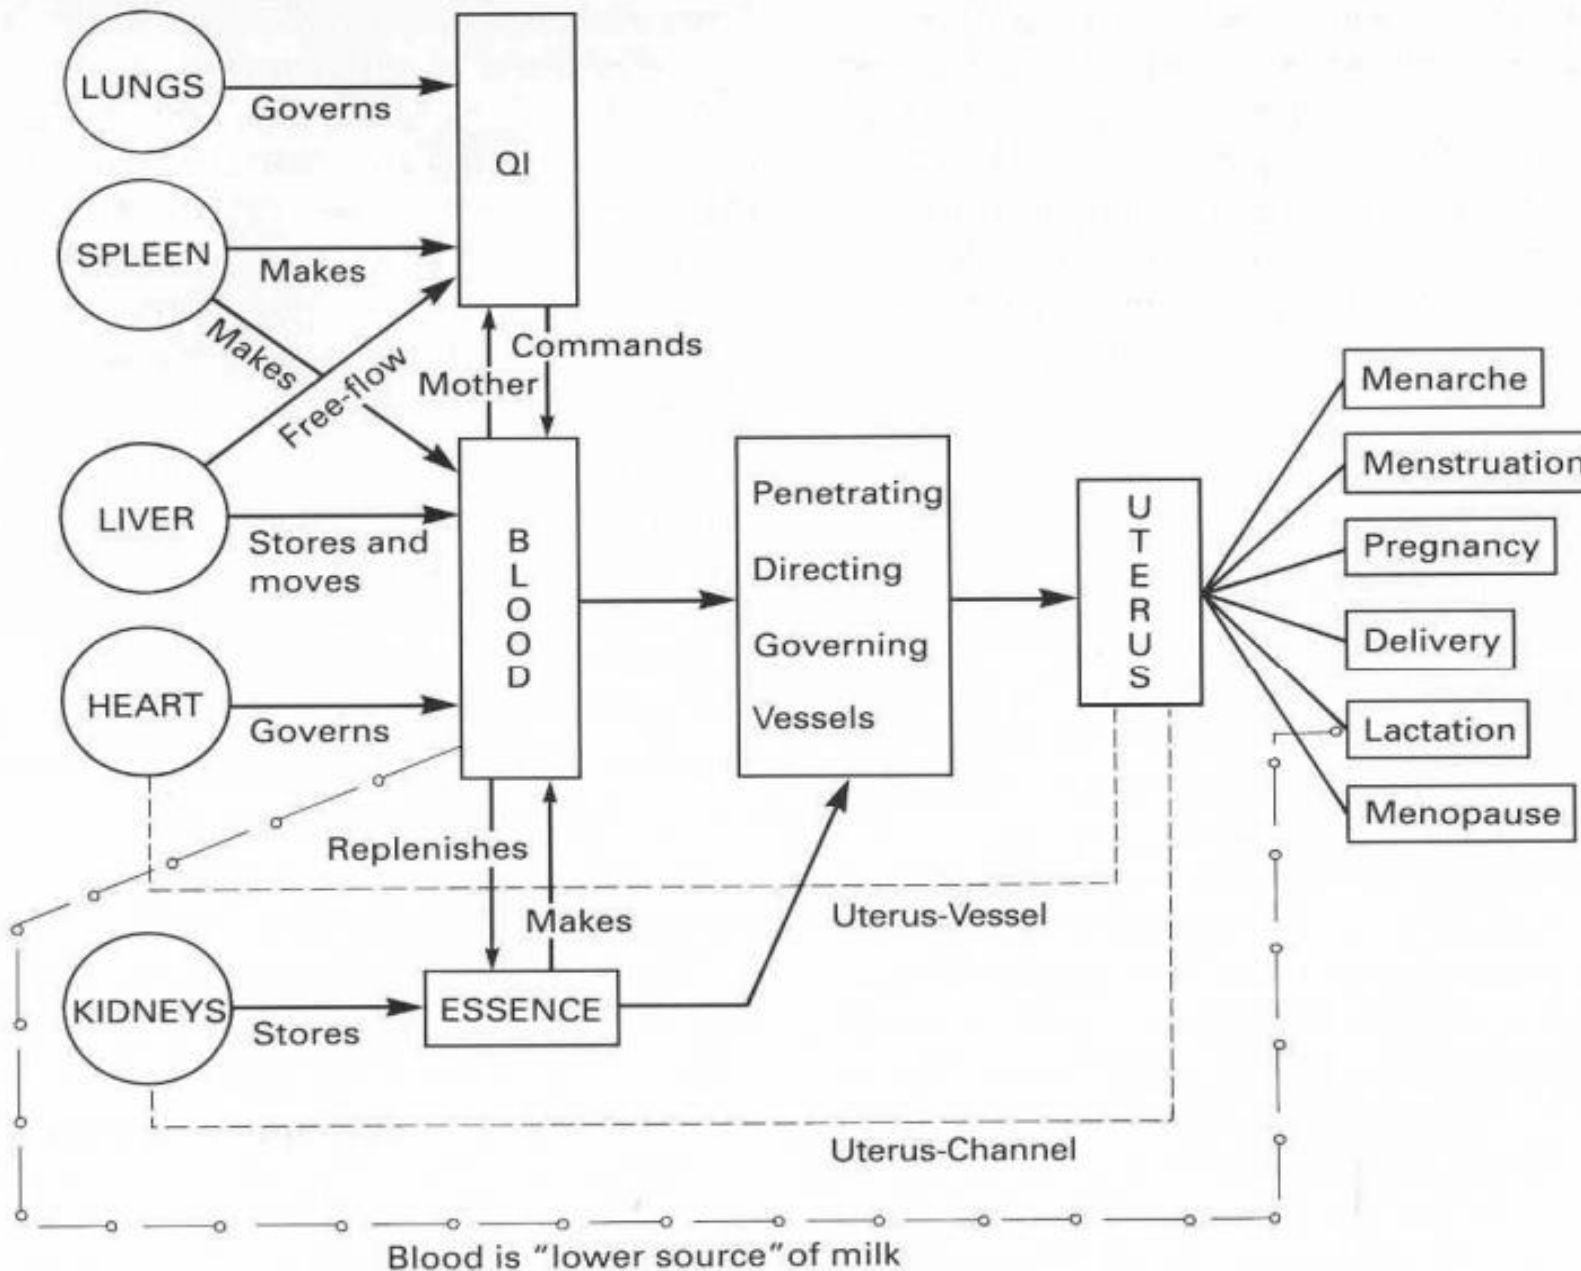 LUNGS
Governs
QI
SPLEEN
Makes
Makes
Free-flow
Commands
Mother
LIVER
Stores and
moves
BLOOD
HEART
Governs
Penetrating
Directing
Governing
Vessels
UTERUS
Menarche
Menstruation
Pregnancy
Delivery
Lactation
Menopause
Replenishes
Makes
Uterus-Vessel
KIDNEYS
Stores
ESSENCE
Uterus-Channel
Blood is "lower source" of milk